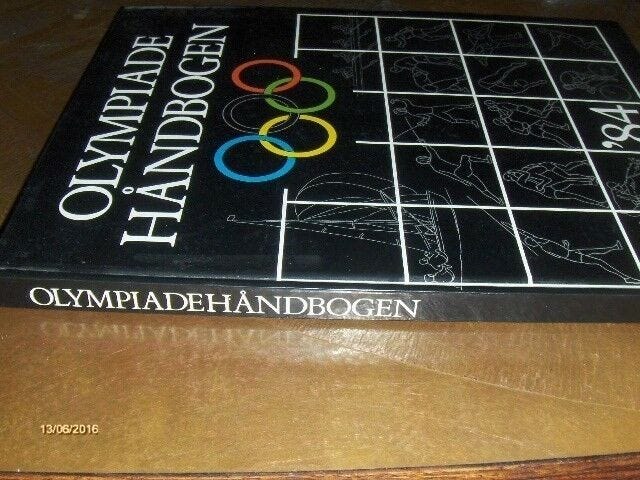 OLYMPIADE
HÅNDBOGEN
'84
OLYMPIADEHÅNDBOGEN
13/06/2016